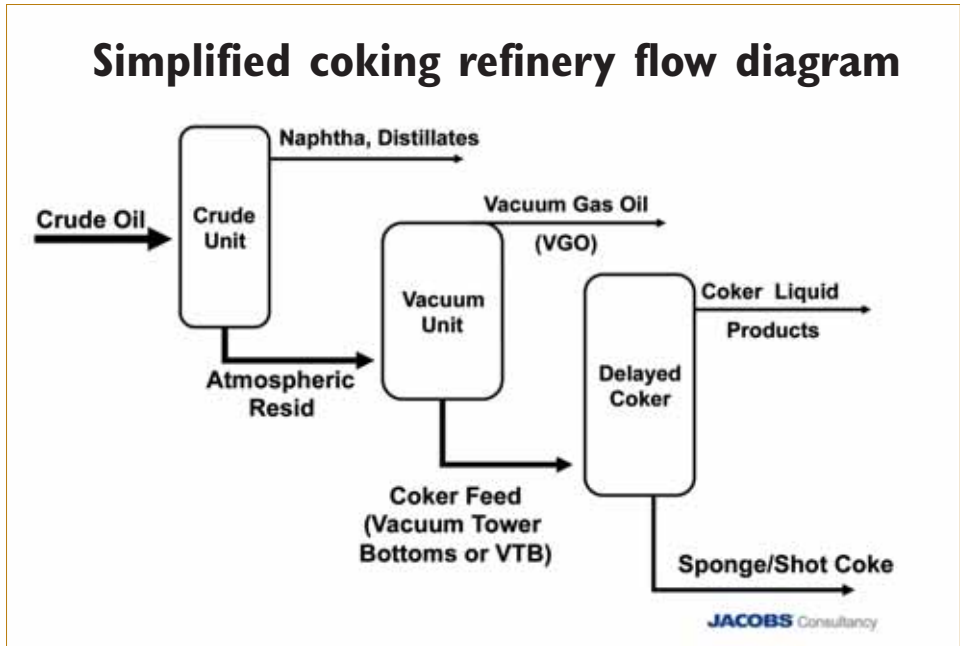 Simplified coking refinery flow diagram
Naphtha, Distillates
Crude Oil
Crude
Unit
Vacuum Gas Oil
(VGO)
Vacuum
Unit
Coker Liquid
Products
Atmospheric
Resid
Delayed
Coker
Coker Feed
(Vacuum Tower
Bottoms or VTB)
Sponge/Shot Coke
JACOBS Consultancy